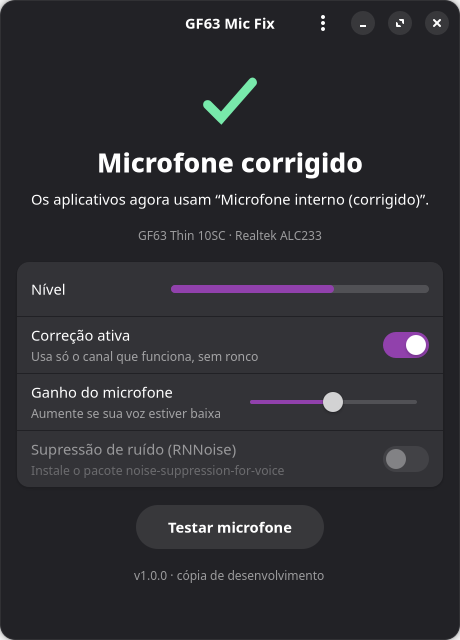 GF63 Mic Fix
Microfone corrigido
Os aplicativos agora usam “Microfone interno (corrigido)”.
GF63 Thin 10SC · Realtek ALC233
Nível
Correção ativa
Usa só o canal que funciona, sem ronco
Ganho do microfone
Aumente se sua voz estiver baixa
Supressão de ruído (RNNoise)
Instale o pacote noise-suppression-for-voice
Testar microfone
v1.0.0 · cópia de desenvolvimento